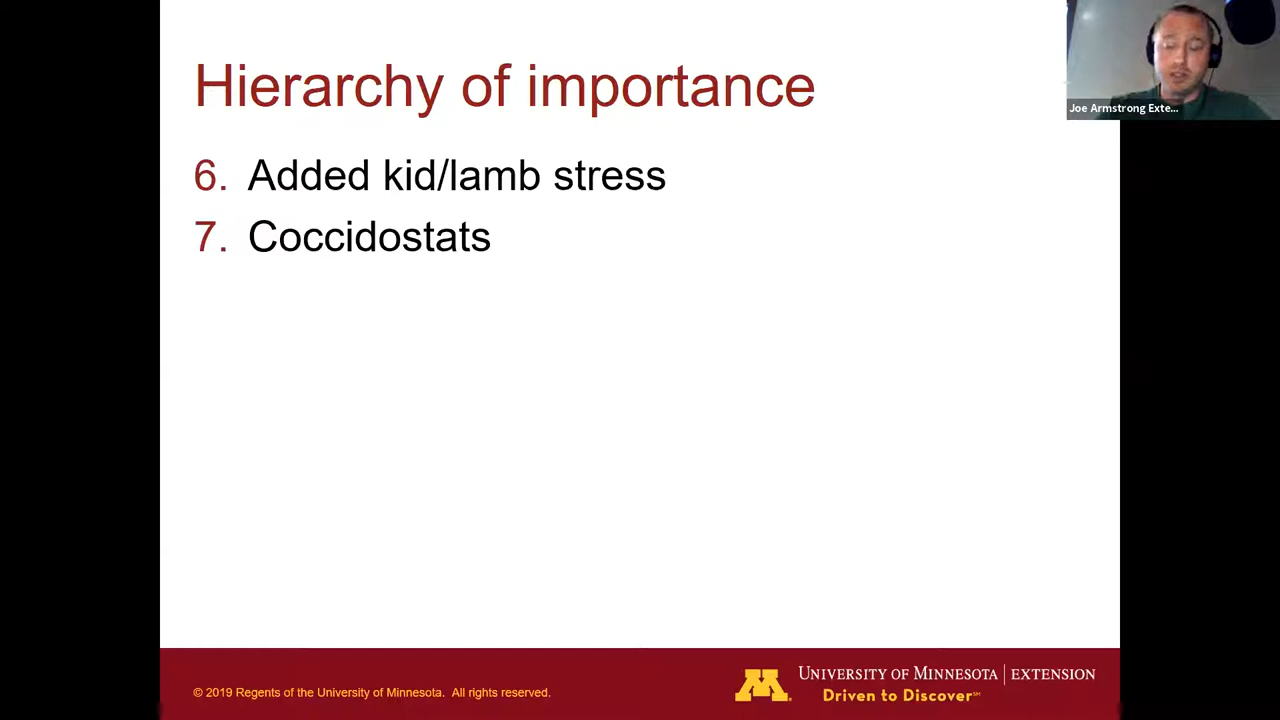 Hierarchy of importance
Joe Armstrong Exte...
6. Added kid/lamb stress
7. Coccidostats
© 2019 Regents of the University of Minnesota. All rights reserved.
M
UNIVERSITY OF MINNESOTA | EXTENSION
Driven to Discover℠